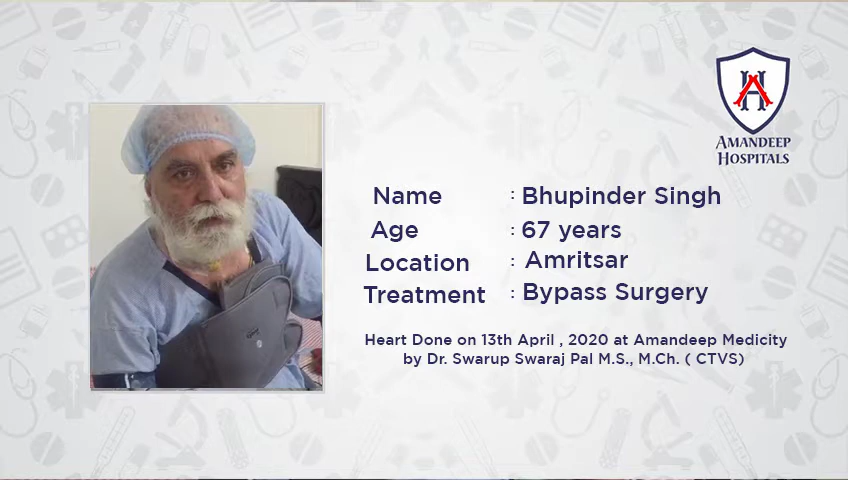 AMANDEEP
HOSPITALS
Name : Bhupinder Singh
Age : 67 years
Location : Amritsar
Treatment : Bypass Surgery
Heart Done on 13th April , 2020 at Amandeep Medicity
by Dr. Swarup Swaraj Pal M.S., M.Ch. ( CTVS)